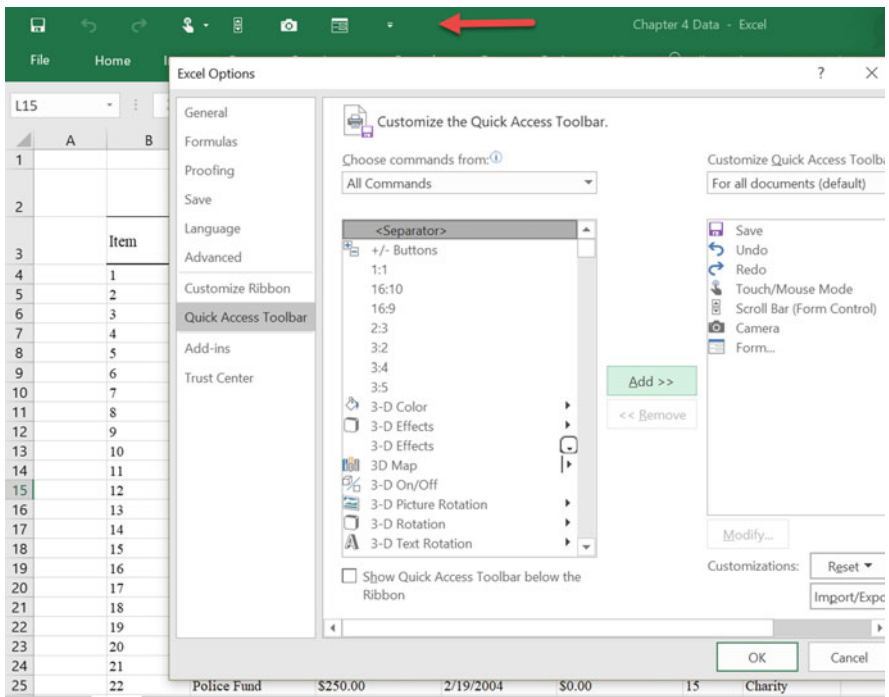 Chapter 4 Data - Excel
File Home
Excel Options ? ×
L15
A B
General
Formulas
Proofing
Save
Language
Advanced
Customize Ribbon
Quick Access Toolbar
Add-ins
Trust Center
Customize the Quick Access Toolbar.
Choose commands from:
All Commands
<Separator>
+/- Buttons
1:1
16:10
16:9
2:3
3:2
3:4
3:5
3-D Color
3-D Effects
3-D Effects
3D Map
3-D On/Off
3-D Picture Rotation
3-D Rotation
3-D Text Rotation
Show Quick Access Toolbar below the
Ribbon
Add >>
<< Remove
Customize Quick Access Toolba
For all documents (default)
Save
Undo
Redo
Touch/Mouse Mode
Scroll Bar (Form Control)
Camera
Form...
Modify...
Customizations: Reset
Import/Expo
OK Cancel
1
2
3 Item
4 1
5 2
6 3
7 4
8 5
9 6
10 7
11 8
12 9
13 10
14 11
15 12
16 13
17 14
18 15
19 16
20 17
21 18
22 19
23 20
24 21
25 22 Police Fund $250.00 2/19/2004 $0.00 15 Charity